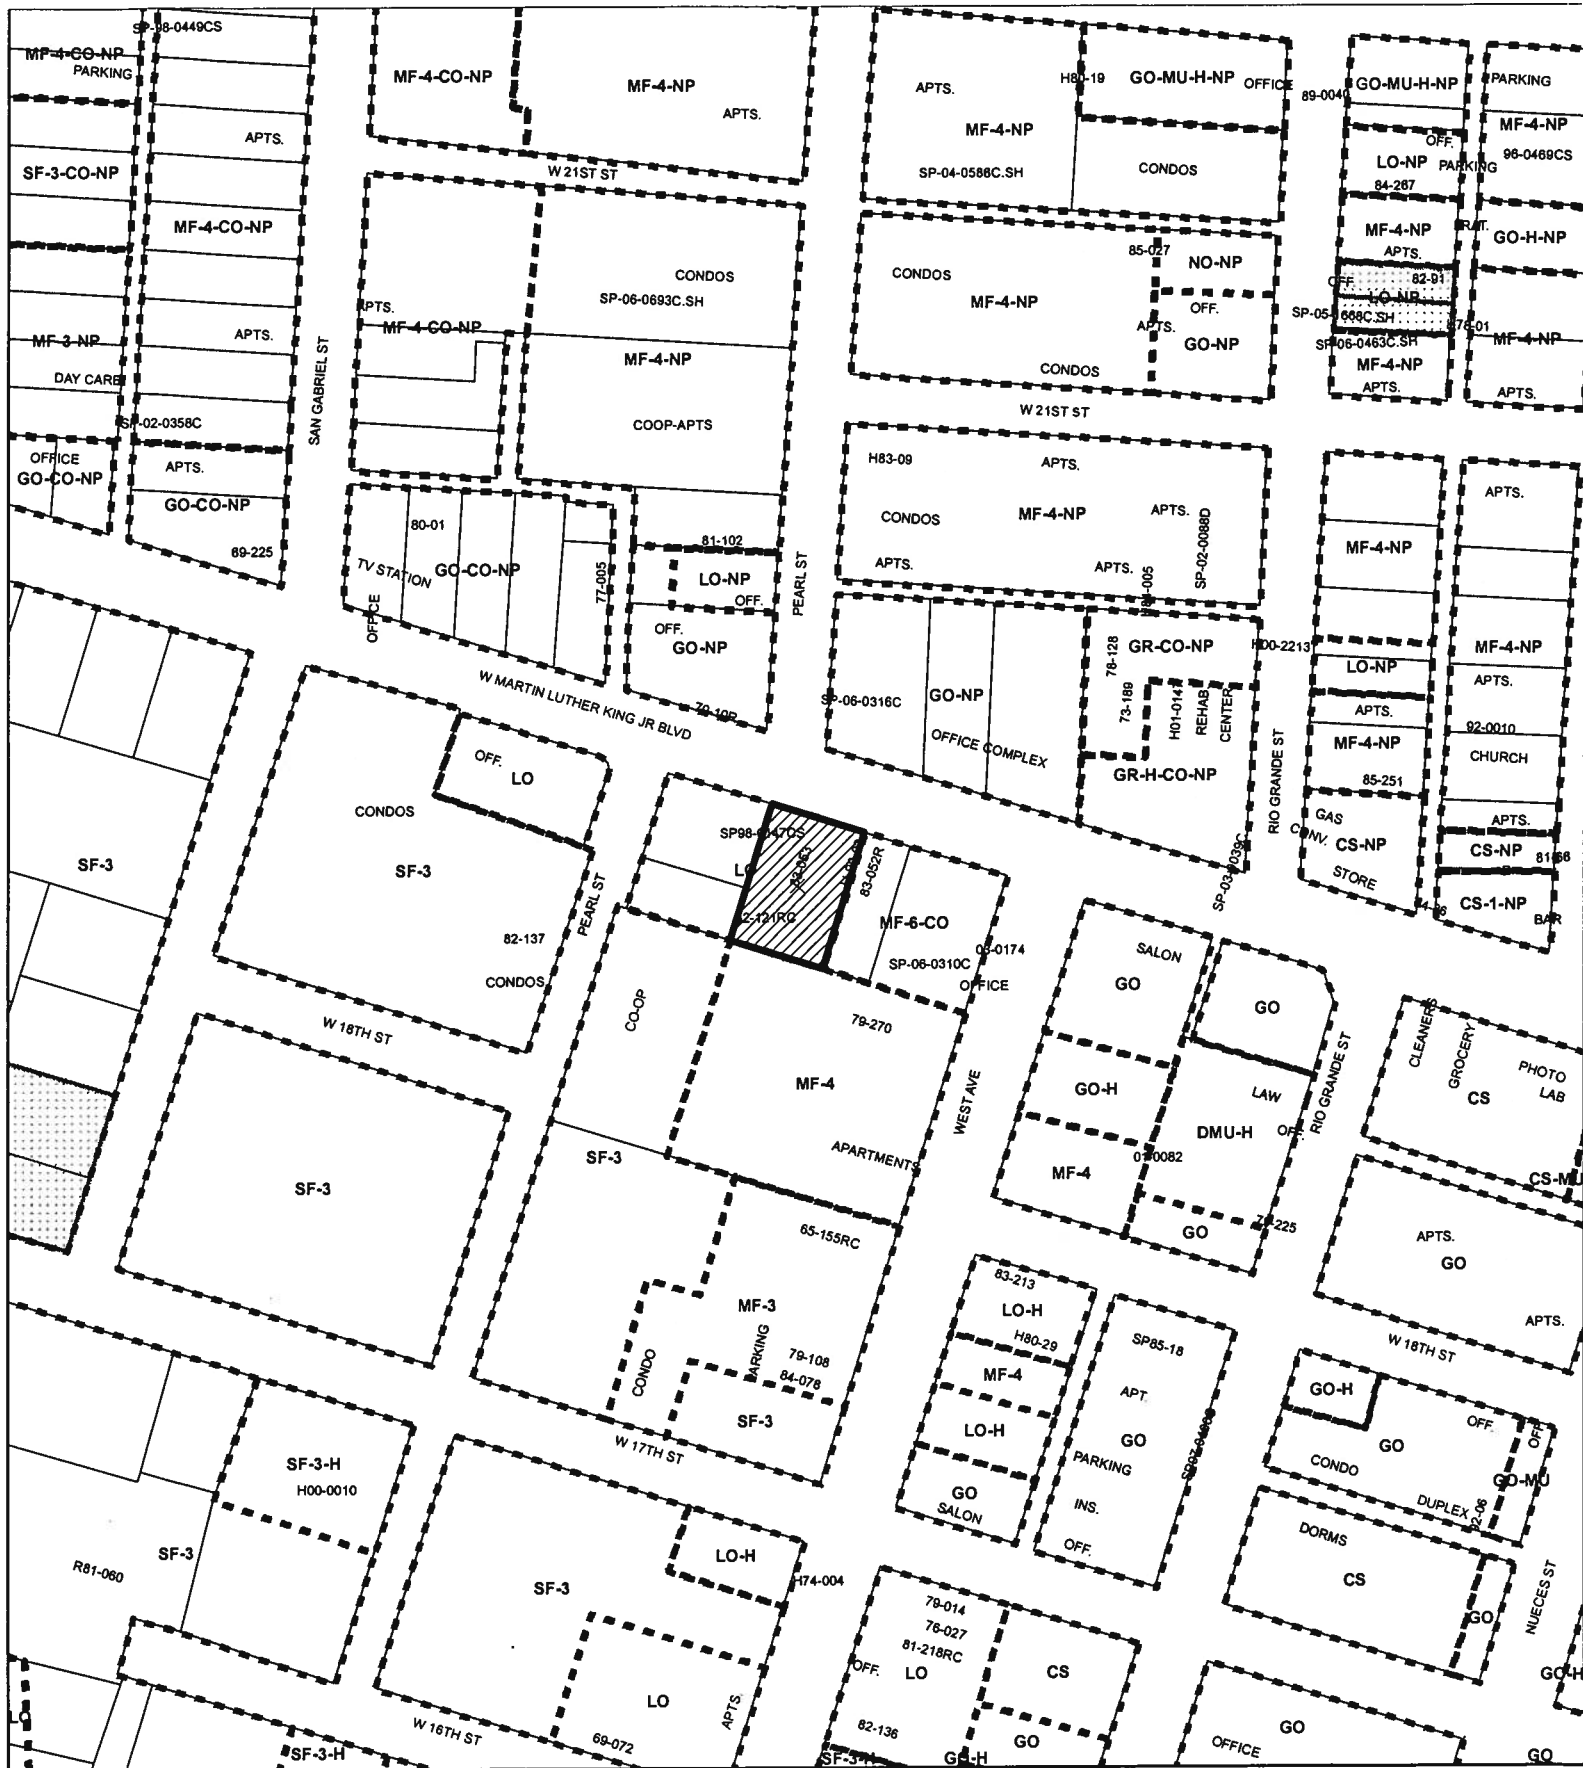 SP-98-0449CS
MF-4-CO-NP
PARKING
APTS.
SF-3-CO-NP
MF-4-CO-NP
APTS.
MF-3-NP
DAY CARE
SP-02-0358C
OFFICE
GO-CO-NP
APTS.
GO-CO-NP
69-225
SAN GABRIEL ST
MF-4-CO-NP
MF-4-NP
APTS.
W 21ST ST
CONDOS
SP-06-0693C.SH
MF-4-CO-NP
MF-4-NP
COOP-APTS
80-01
TV STATION
GO-CO-NP
OFFICE
77-005
81-102
LO-NP
OFF.
OFF.
GO-NP
PEARL ST
W MARTIN LUTHER KING JR BLVD
APTS.
H80-19
GO-MU-H-NP
OFFICE
MF-4-NP
SP-04-0586C.SH
CONDOS
89-0040
GO-MU-H-NP
PARKING
MF-4-NP
OFF.
LO-NP
PARKING
96-0469CS
84-267
MF-4-NP
APTS.
GO-H-NP
OFF.
82-91
LO-NP
SP-06-0463C.SH
MF-4-NP
APTS.
MF-4-NP
APTS.
85-027
NO-NP
CONDOS
MF-4-NP
OFF.
APTS.
GO-NP
CONDOS
W 21ST ST
H83-09
APTS.
CONDOS
MF-4-NP
APTS.
SP-02-0088D
APTS.
APTS.
SP-06-0316C
GO-NP
OFFICE COMPLEX
78-128
GR-CO-NP
73-189
H01-014
REHAB
CENTER
GR-H-CO-NP
H00-2213
RIO GRANDE ST
MF-4-NP
LO-NP
APTS.
MF-4-NP
85-251
GAS
CONV.
CS-NP
STORE
APTS.
MF-4-NP
APTS.
92-0010
CHURCH
APTS.
CS-NP
CS-1-NP
BAR
SF-3
OFF.
LO
CONDOS
SF-3
82-137
CONDOS
PEARL ST
W 18TH ST
83-052R
MF-6-CO
SP-06-0310C
OFFICE
CO-OP
79-270
MF-4
APARTMENTS
WEST AVE
SALON
GO
GO
GO-H
LAW
DMU-H
MF-4
GO
RIO GRANDE ST
CLEANERS
GROCERY
PHOTO
LAB
CS
CS-MU
APTS.
GO
APTS.
W 18TH ST
SF-3
SF-3
65-155RC
MF-3
PARKING
CONDO
79-108
84-078
SF-3
W 17TH ST
83-213
LO-H
H80-29
MF-4
LO-H
GO
SALON
SP85-18
APT.
GO
PARKING
INS.
OFF.
GO-H
OFF.
GO
CONDO
GO-MU
DUPLEX
DORMS
CS
GO
NUECES ST
SF-3-H
H00-0010
SF-3
R81-060
LO-H
SF-3
H74-004
LO
APTS.
69-072
W 16TH ST
SF-3-H
79-014
76-027
81-218RC
OFF.
LO
CS
82-136
GO
GO-H
GO
OFFICE
GO